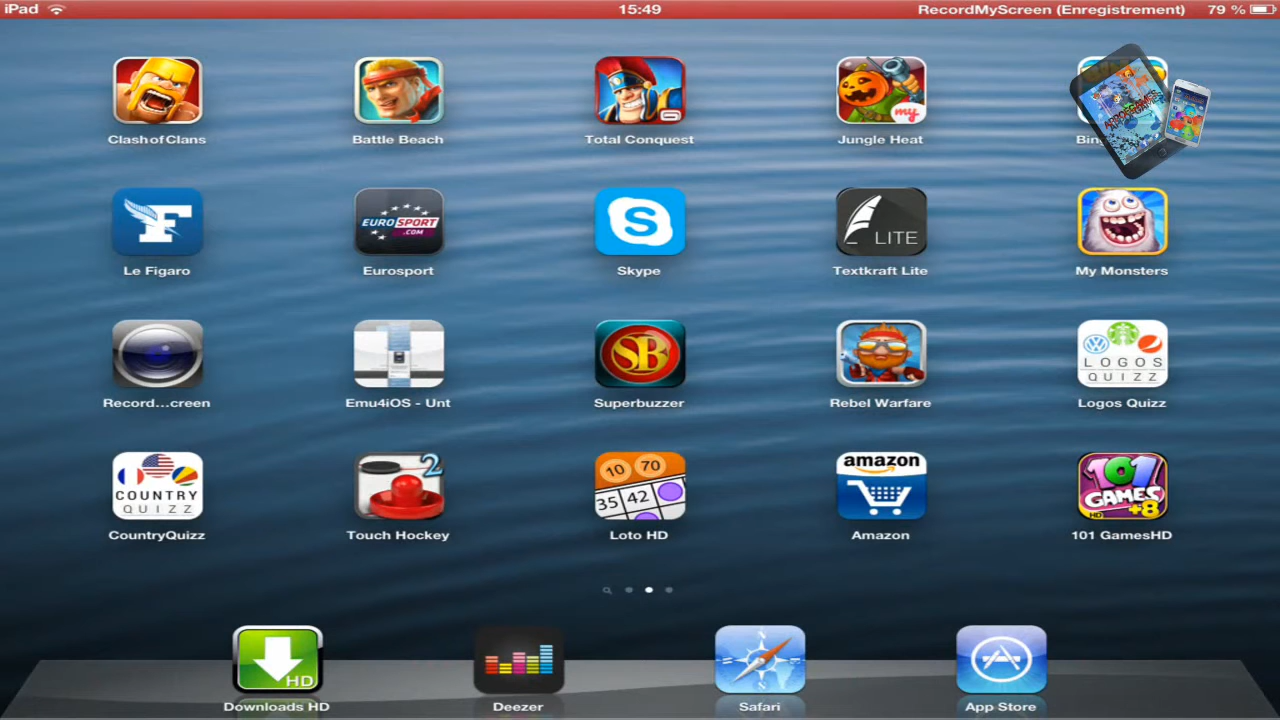 iPad 15:49 RecordMyScreen (Enregistrement) 79 %
my
Clash of Clans Battle Beach Total Conquest Jungle Heat Bin
F EUROSPORT .COM S LITE
Le Figaro Eurosport Skype Textkraft Lite My Monsters
SB LOGOS QUIZZ
Record...creen Emu4iOS - Unt Superbuzzer Rebel Warfare Logos Quizz
COUNTRY QUIZZ 2 10 70 35 42 amazon 101 GAMES HD +8
CountryQuizz Touch Hockey Loto HD Amazon 101 GamesHD
HD
Downloads HD Deezer Safari App Store